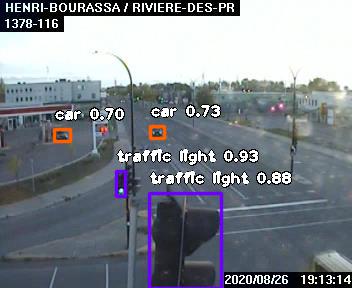 HENRI-BOURASSA / RIVIERE-DES-PR
1378-116
car 0.70
car 0.73
traffic light 0.93
traffic light 0.88
2020/08/26 19:13:14